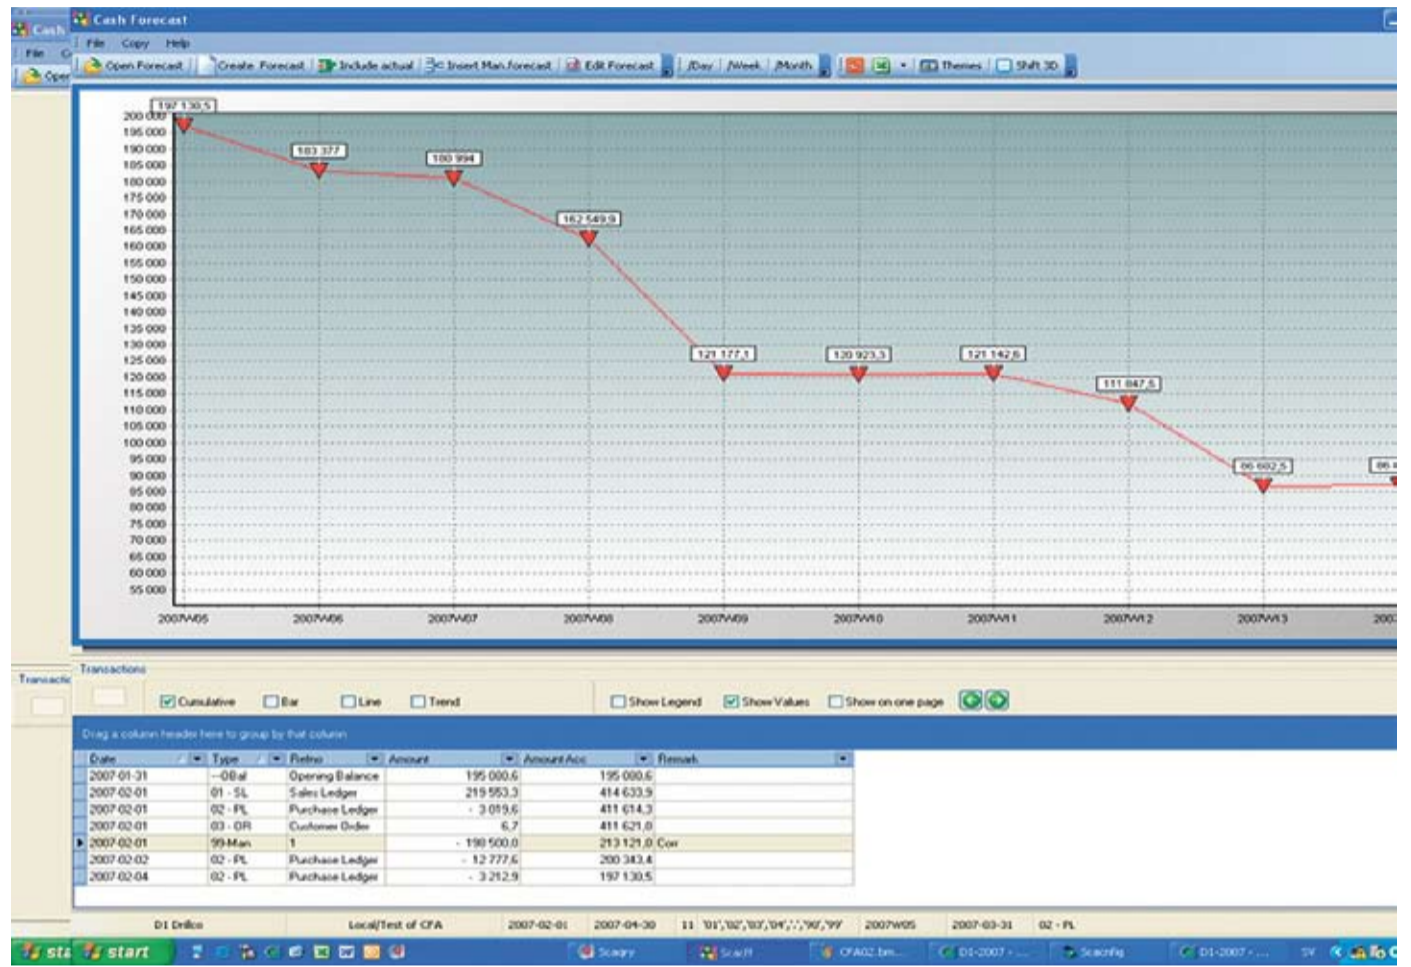 Cash Cash Forecast
File File Copy Help
Open Open Forecast Create Forecast Include actual Insert Man.forecast Edit Forecast /Day /Week /Month Themes Shift 3D
197 130,5
200 000
195 000
190 000 183 377
185 000 180 994
180 000
175 000
170 000 162 549,9
165 000
160 000
155 000
150 000
145 000
140 000
135 000
130 000
125 000 121 177,1 120 923,3 121 142,6
120 000
115 000 111 847,5
110 000
105 000
100 000
95 000
90 000 86 602,5
85 000
80 000
75 000
70 000
65 000
60 000
55 000
2007W05 2007W06 2007W07 2007W08 2007W09 2007W10 2007W11 2007W12 2007W13
Transactions
Cumulative Bar Line Trend Show Legend Show Values Show on one page
Drag a column header here to group by that column
Date Type Refno Amount Amount Acc Remark
2007-01-31 --OBal Opening Balance 195 080,6 195 080,6
2007-02-01 01 - SL Sales Ledger 219 553,3 414 633,9
2007-02-01 02 - PL Purchase Ledger - 3 019,6 411 614,3
2007-02-01 03 - OR Customer Order 6,7 411 621,0
2007-02-01 99-Man 1 - 198 500,0 213 121,0 Corr
2007-02-02 02 - PL Purchase Ledger - 12 777,6 200 343,4
2007-02-04 02 - PL Purchase Ledger - 3 212,9 197 130,5
D1 Drillco Local/Test of CFA 2007-02-01 2007-04-30 11 2007W05 2007-03-31 02 - PL
start D1-2007 - ... D1-2007 - ... SV